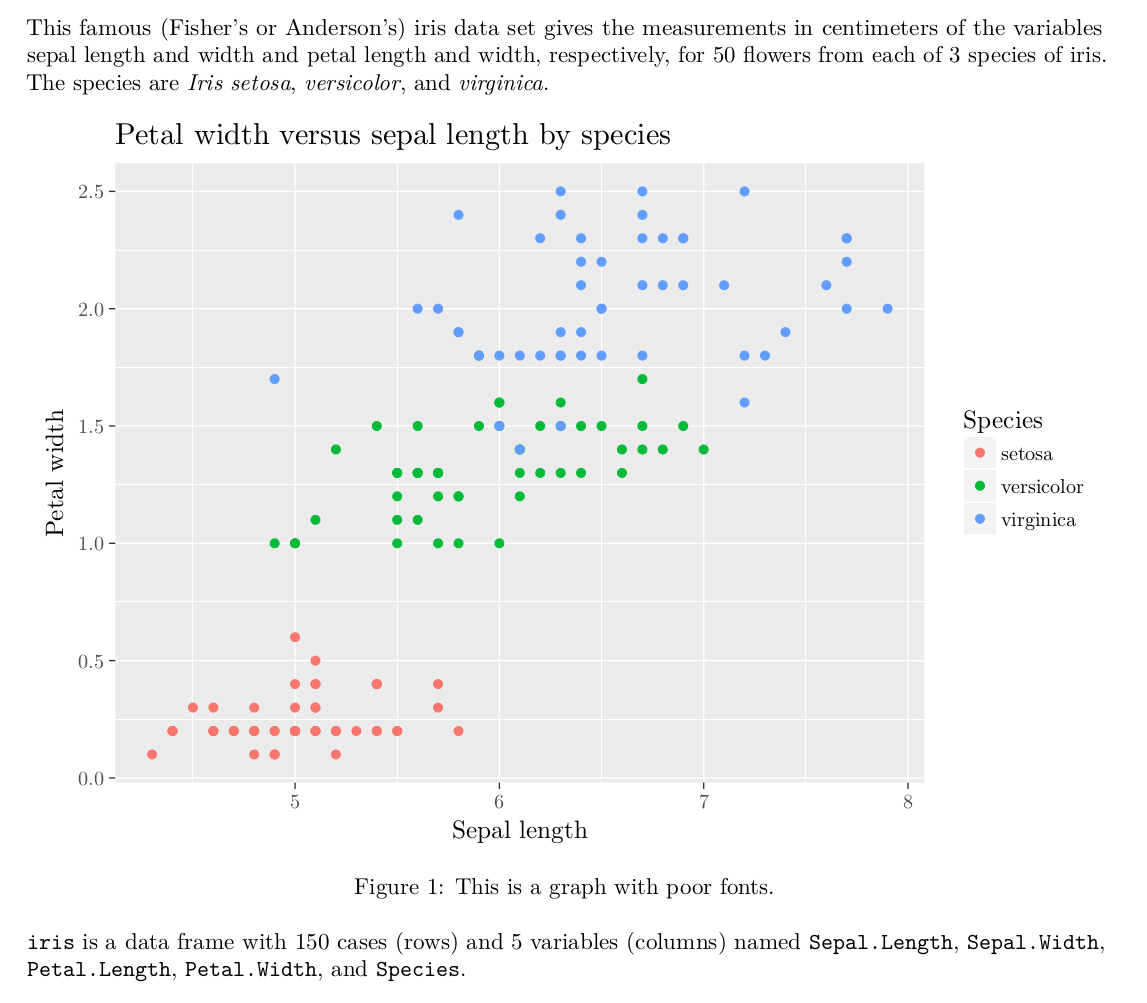 This famous (Fisher's or Anderson's) iris data set gives the measurements in centimeters of the variables
sepal length and width and petal length and width, respectively, for 50 flowers from each of 3 species of iris.
The species are Iris setosa, versicolor, and virginica.
Petal width versus sepal length by species
2.5
2.0
1.5
1.0
0.5
0.0
Petal width
5 6 7 8
Sepal length
Species
setosa
versicolor
virginica
Figure 1: This is a graph with poor fonts.
iris is a data frame with 150 cases (rows) and 5 variables (columns) named Sepal.Length, Sepal.Width,
Petal.Length, Petal.Width, and Species.